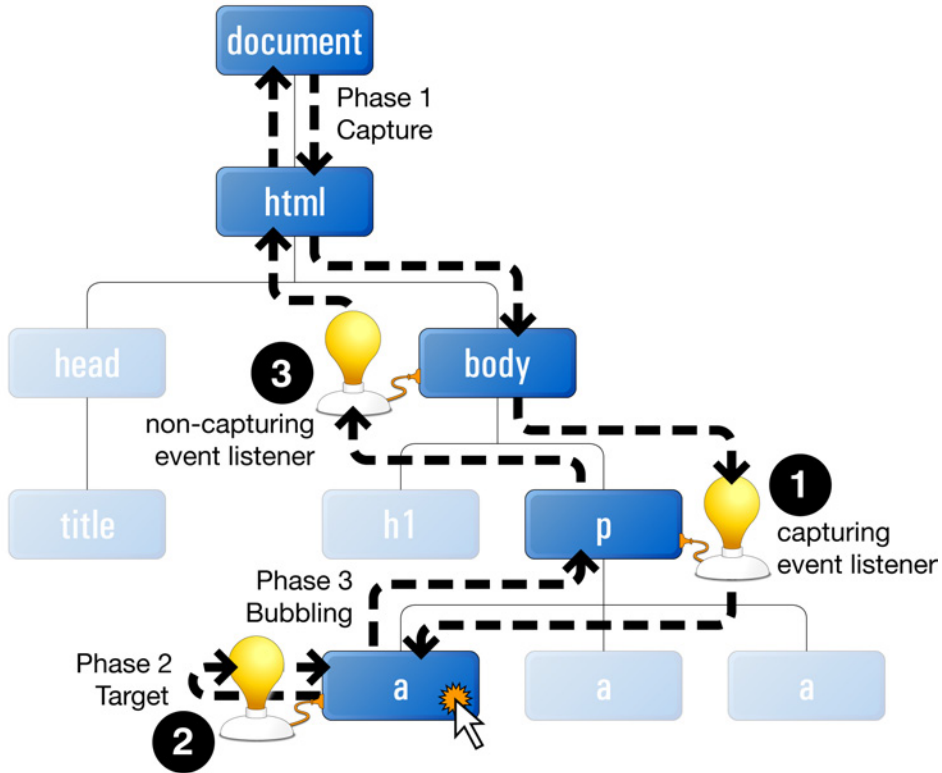 document
Phase 1
Capture
html
head
3
body
non-capturing
event listener
1
title
h1
p
capturing
event listener
Phase 3
Bubbling
Phase 2
Target
a
a
a
2